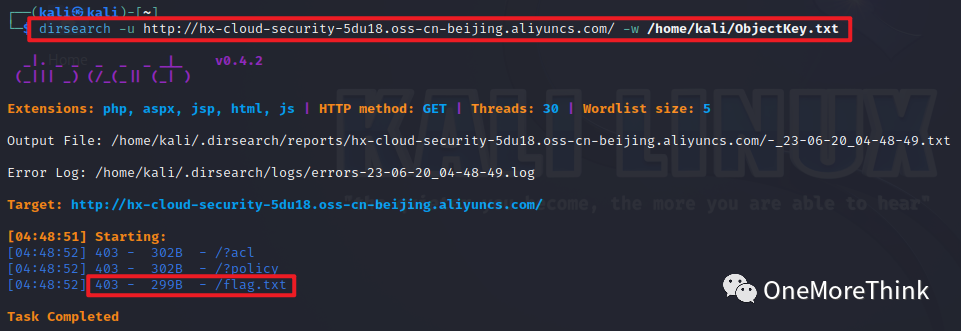 ┌──(kali㉿kali)-[~]
└─$ dirsearch -u http://hx-cloud-security-5du18.oss-cn-beijing.aliyuncs.com/ -w /home/kali/ObjectKey.txt
v0.4.2
Extensions: php, aspx, jsp, html, js | HTTP method: GET | Threads: 30 | Wordlist size: 5
Output File: /home/kali/.dirsearch/reports/hx-cloud-security-5du18.oss-cn-beijing.aliyuncs.com/-_23-06-20_04-48-49.txt
Error Log: /home/kali/.dirsearch/logs/errors-23-06-20_04-48-49.log
Target: http://hx-cloud-security-5du18.oss-cn-beijing.aliyuncs.com/
[04:48:51] Starting:
[04:48:52] 403 -  302B  - /?acl
[04:48:52] 403 -  302B  - /?policy
[04:48:52] 403 -  299B  - /flag.txt
Task Completed
KALI LINUX
come, the more you are able to hear"
OneMoreThink